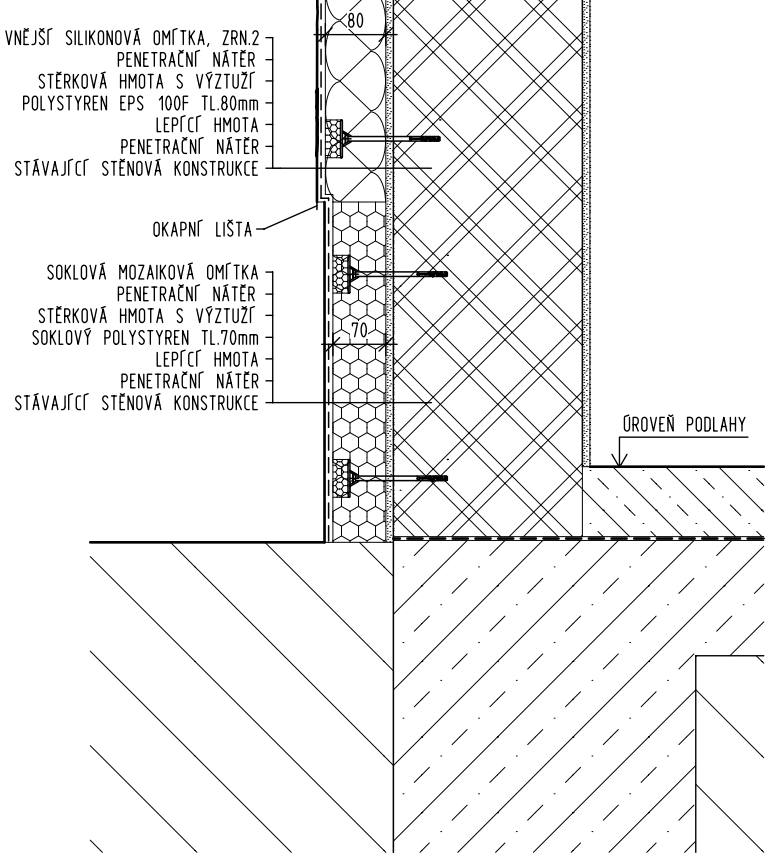 80
VNĚJŠÍ SILIKONOVÁ OMÍTKA, ZRN.2
PENETRAČNÍ NÁTĚR
STĚRKOVÁ HMOTA S VÝZTUŽÍ
POLYSTYREN EPS 100F TL.80mm
LEPÍCÍ HMOTA
PENETRAČNÍ NÁTĚR
STÁVAJÍCÍ STĚNOVÁ KONSTRUKCE
OKAPNÍ LIŠTA
SOKLOVÁ MOZAIKOVÁ OMÍTKA
PENETRAČNÍ NÁTĚR
STĚRKOVÁ HMOTA S VÝZTUŽÍ
SOKLOVÝ POLYSTYREN TL.70mm
LEPÍCÍ HMOTA
PENETRAČNÍ NÁTĚR
STÁVAJÍCÍ STĚNOVÁ KONSTRUKCE
70
ÚROVEŇ PODLAHY